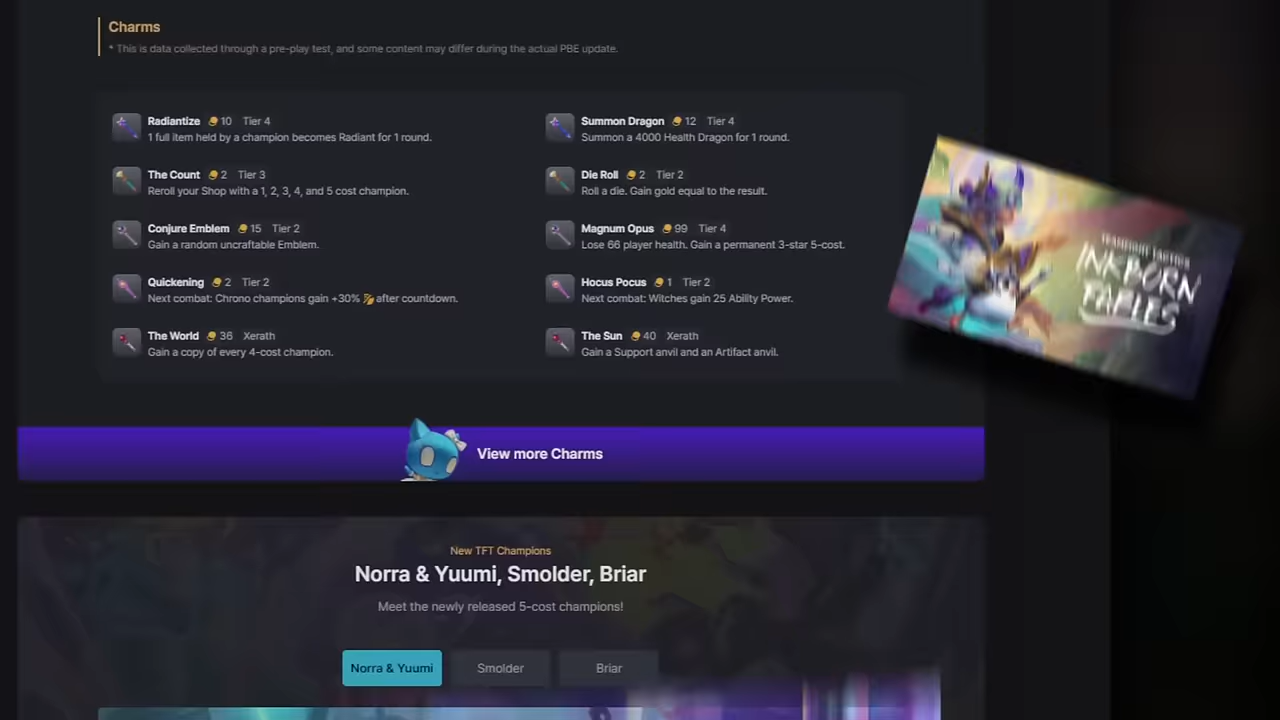 Charms
* This is data collected through a pre-play test, and some content may differ during the actual PBE update.
Radiantize 10 Tier 4
1 full item held by a champion becomes Radiant for 1 round.
Summon Dragon 12 Tier 4
Summon a 4000 Health Dragon for 1 round.
The Count 2 Tier 3
Reroll your Shop with a 1, 2, 3, 4, and 5 cost champion.
Die Roll 2 Tier 2
Roll a die. Gain gold equal to the result.
Conjure Emblem 15 Tier 2
Gain a random uncraftable Emblem.
Magnum Opus 99 Tier 4
Lose 66 player health. Gain a permanent 3-star 5-cost.
Quickening 2 Tier 2
Next combat: Chrono champions gain +30% after countdown.
Hocus Pocus 1 Tier 2
Next combat: Witches gain 25 Ability Power.
The World 36 Xerath
Gain a copy of every 4-cost champion.
The Sun 40 Xerath
Gain a Support anvil and an Artifact anvil.
TEAMFIGHT TACTICS
INKBORN
FABLES
View more Charms
New TFT Champions
Norra & Yuumi, Smolder, Briar
Meet the newly released 5-cost champions!
Norra & Yuumi Smolder Briar